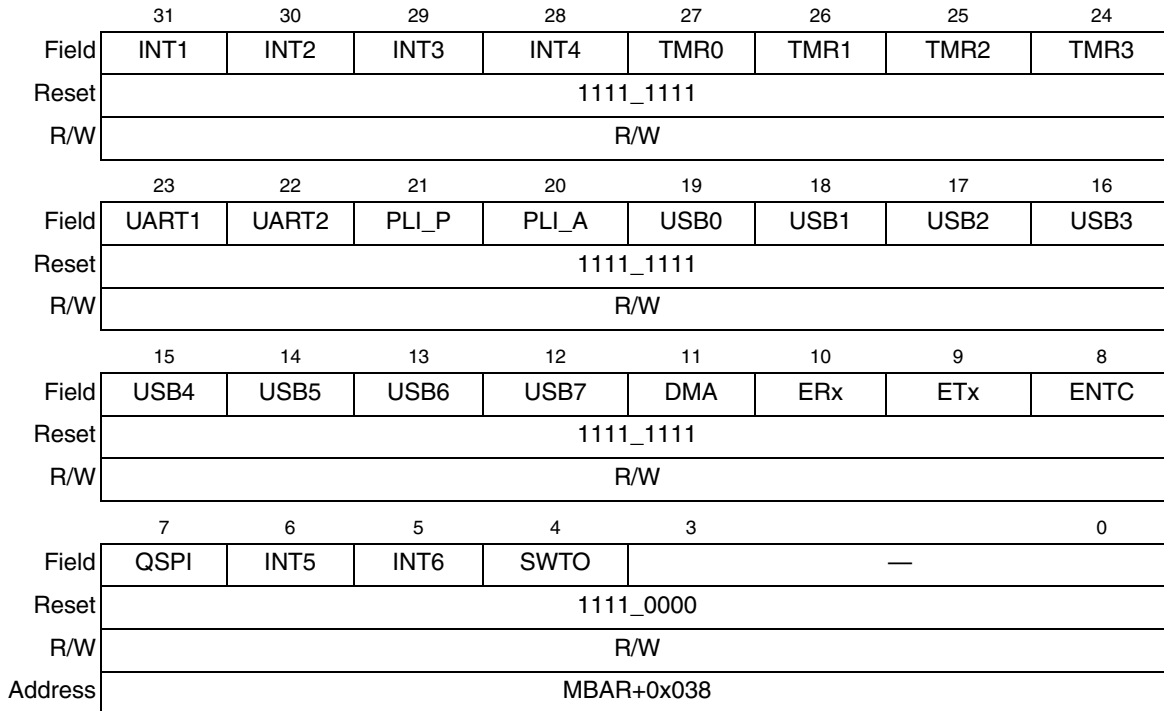 31 30 29 28 27 26 25 24
Field INT1 INT2 INT3 INT4 TMR0 TMR1 TMR2 TMR3
Reset 1111_1111
R/W R/W
23 22 21 20 19 18 17 16
Field UART1 UART2 PLI_P PLI_A USB0 USB1 USB2 USB3
Reset 1111_1111
R/W R/W
15 14 13 12 11 10 9 8
Field USB4 USB5 USB6 USB7 DMA ERx ETx ENTC
Reset 1111_1111
R/W R/W
7 6 5 4 3 0
Field QSPI INT5 INT6 SWTO —
Reset 1111_0000
R/W R/W
Address MBAR+0x038